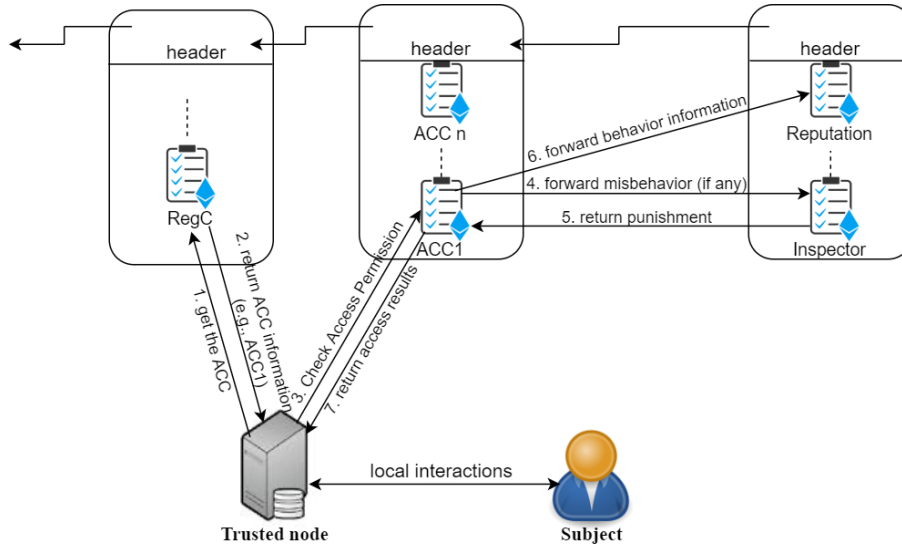 header
header
header
ACC n
Reputation
6. forward behavior information
4. forward misbehavior (if any)
5. return punishment
RegC
ACC1
Inspector
1. get the ACC
2. return ACC information
(e.g., ACC1)
3. Check Access Permission
7. return access results
local interactions
Trusted node
Subject